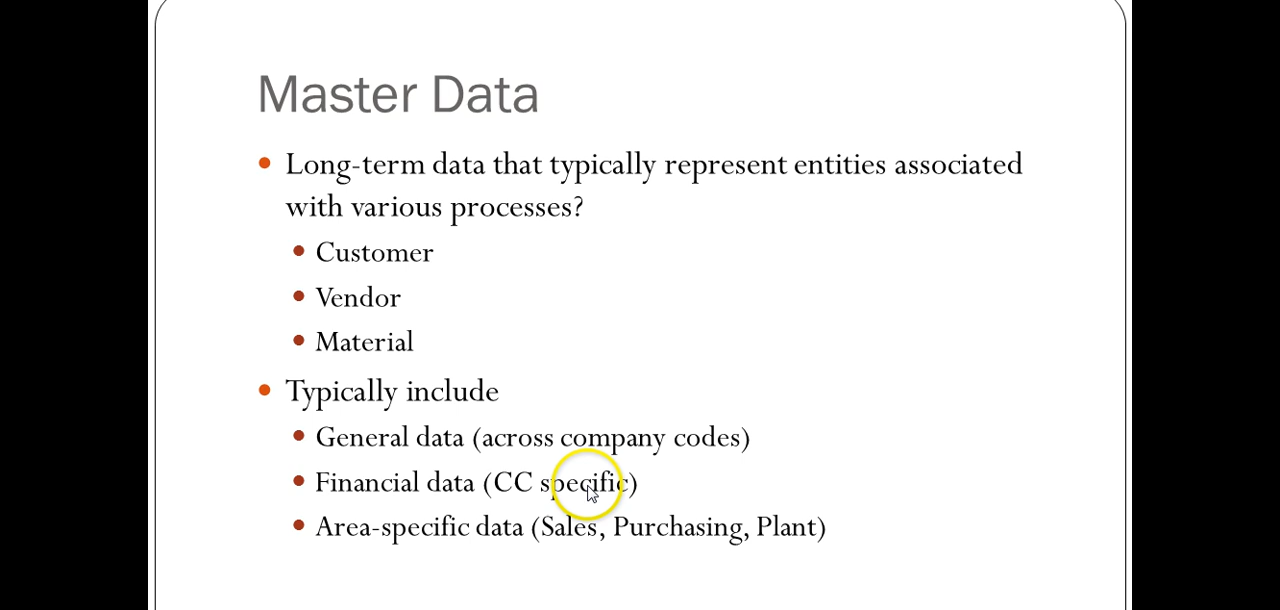 Master Data
Long-term data that typically represent entities associated
with various processes?
Customer
Vendor
Material
Typically include
General data (across company codes)
Financial data (CC specific)
Area-specific data (Sales, Purchasing, Plant)